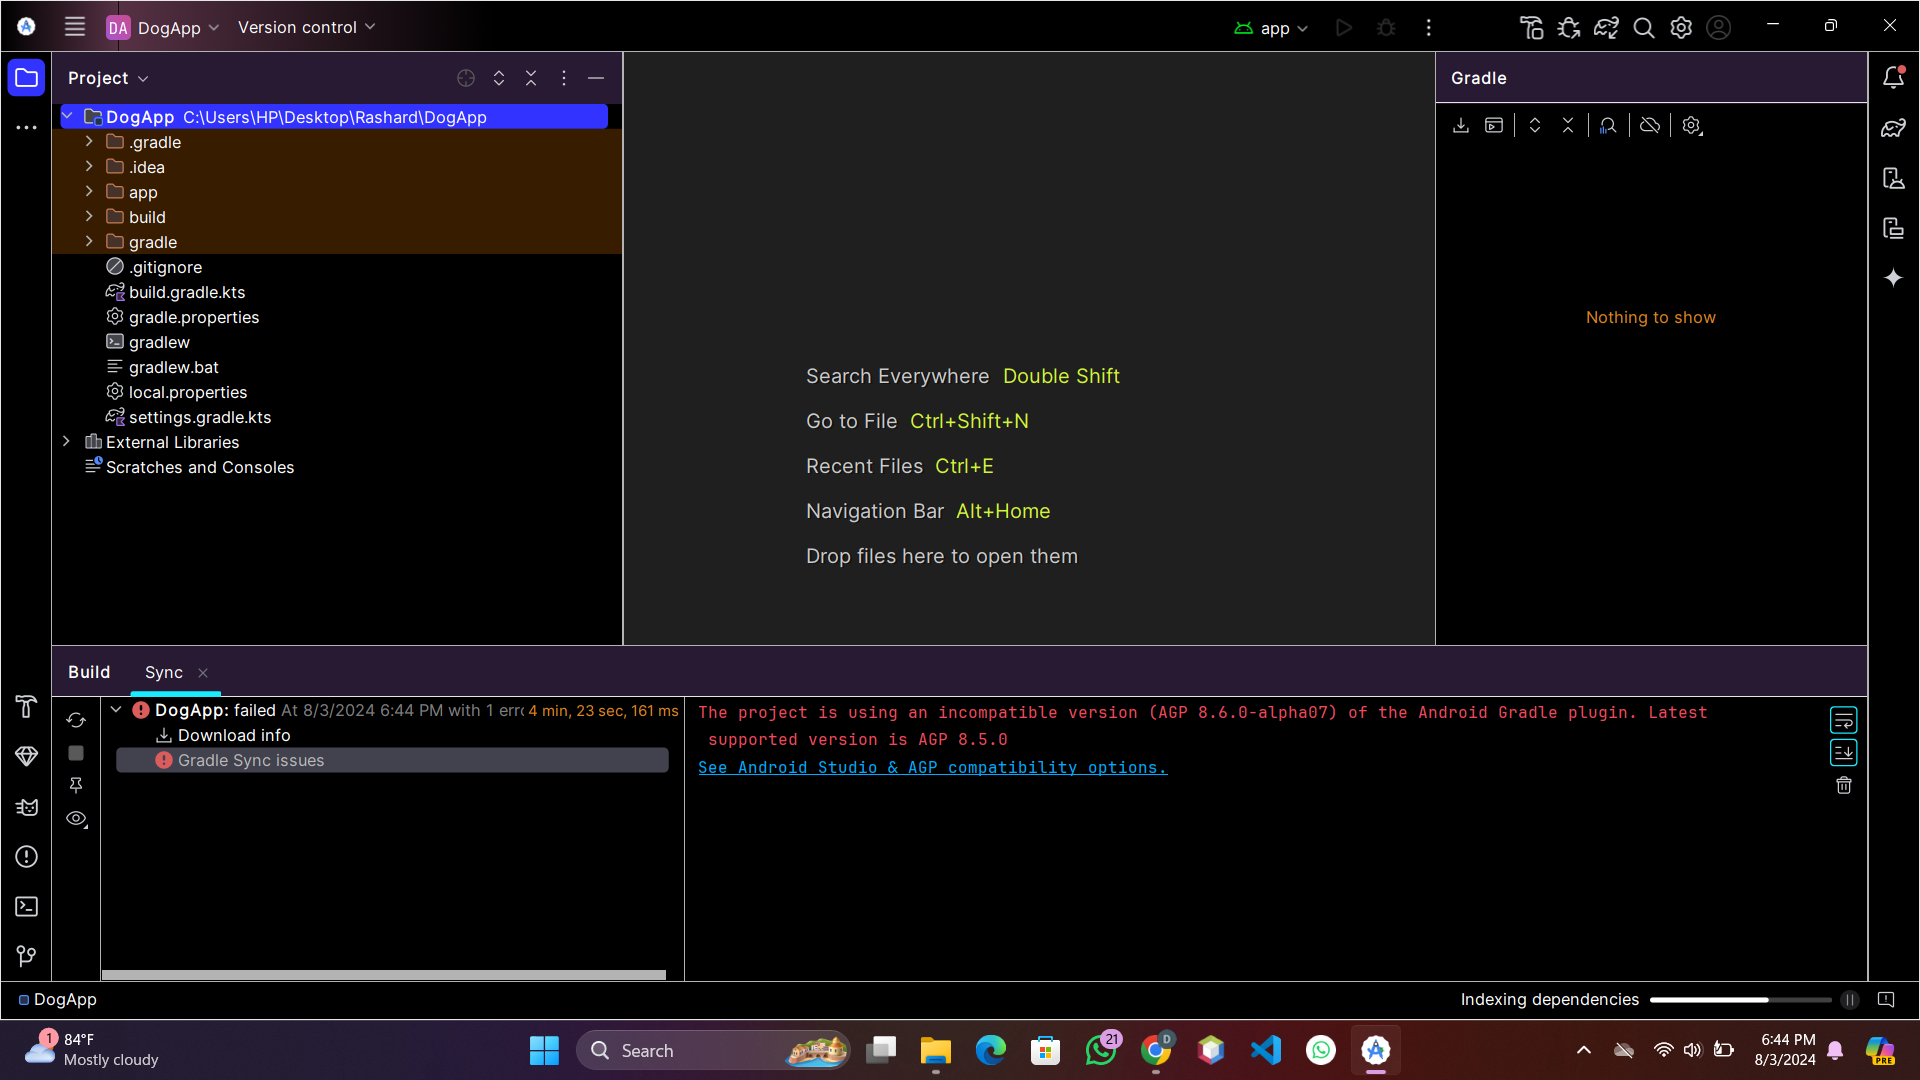 DA DogApp Version control app
Project
DogApp C:\Users\HP\Desktop\Rashard\DogApp
.gradle
.idea
app
build
gradle
.gitignore
build.gradle.kts
gradle.properties
gradlew
gradlew.bat
local.properties
settings.gradle.kts
External Libraries
Scratches and Consoles
Search Everywhere Double Shift
Go to File Ctrl+Shift+N
Recent Files Ctrl+E
Navigation Bar Alt+Home
Drop files here to open them
Gradle
Nothing to show
Build Sync
DogApp: failed At 8/3/2024 6:44 PM with 1 erro 4 min, 23 sec, 161 ms
Download info
Gradle Sync issues
The project is using an incompatible version (AGP 8.6.0-alpha07) of the Android Gradle plugin. Latest
supported version is AGP 8.5.0
See Android Studio & AGP compatibility options.
DogApp
Indexing dependencies
1
84°F
Mostly cloudy
Search
21
D
6:44 PM
8/3/2024
PRE